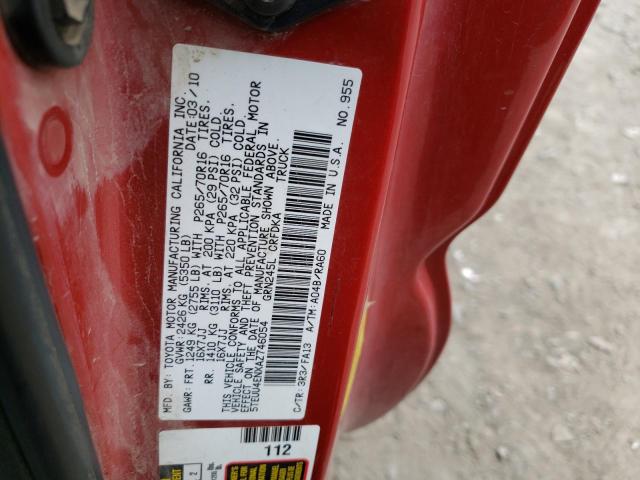 MFD. BY: TOYOTA MOTOR MANUFACTURING CALIFORNIA INC.
GVWR: 2426 KG (5350 LB) DATE: 03/10
GAWR: FRT. 1249 KG (2755 LB) WITH P265/70R16 TIRES.
16X7JJ RIMS. AT 200 KPA (29 PSI) COLD.
RR. 1410 KG (3110 LB) WITH P265/70R16 TIRES.
16X7JJ RIMS. AT 220 KPA (32 PSI) COLD.
THIS VEHICLE CONFORMS TO ALL APPLICABLE FEDERAL MOTOR
VEHICLE SAFETY AND THEFT PREVENTION STANDARDS IN
EFFECT ON THE DATE OF MANUFACTURE SHOWN ABOVE.
5TEUU4ENXAZ746054 GRN245L CRFDKA TRUCK
C/TR: 3R3/FA13 A/TM: A04B/RA60 MADE IN U.S.A. NO. 955
112
2